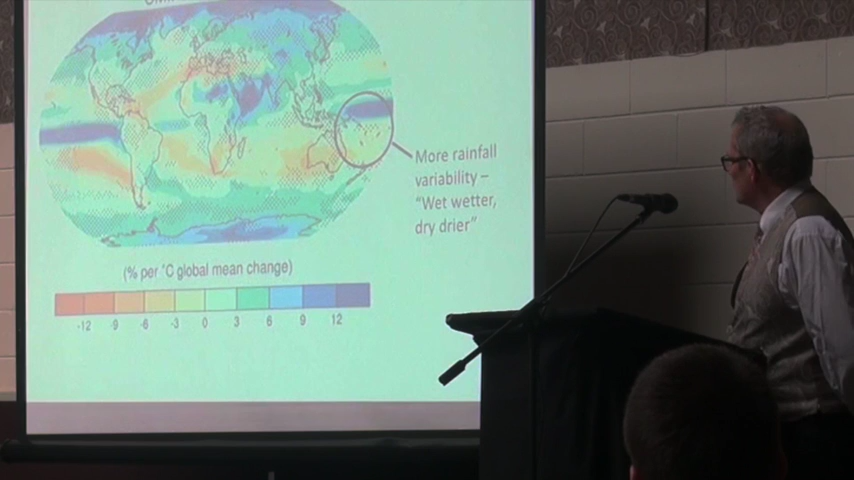 More rainfall
variability –
"Wet wetter,
dry drier"
(% per °C global mean change)
-12 -9 -6 -3 0 3 6 9 12